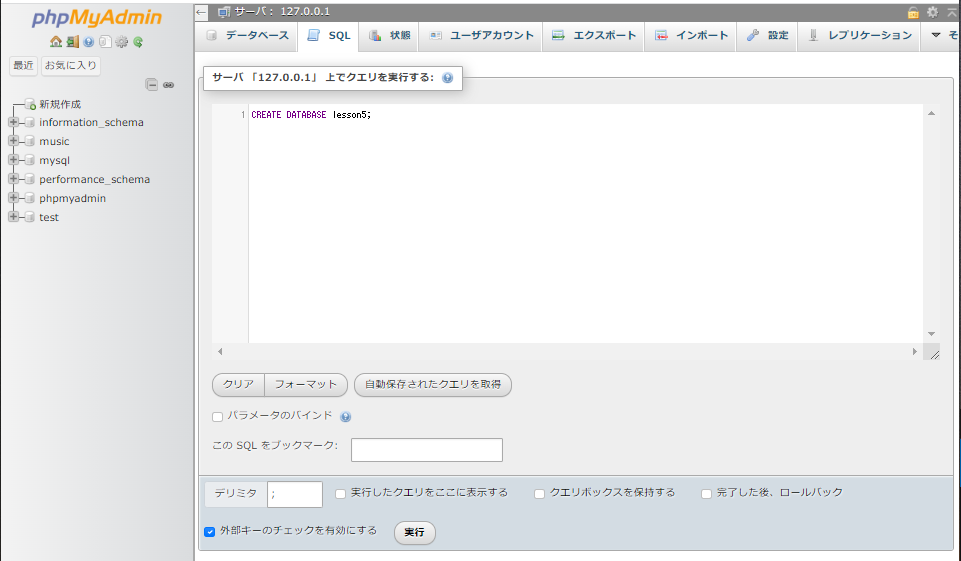 phpMyAdmin
最近 お気に入り
新規作成
information_schema
music
mysql
performance_schema
phpmyadmin
test
サーバ: 127.0.0.1
データベース SQL 状態 ユーザアカウント エクスポート インポート 設定 レプリケーション そ
サーバ 「127.0.0.1」 上でクエリを実行する:
1 CREATE DATABASE lesson5;
クリア フォーマット 自動保存されたクエリを取得
パラメータのバインド
この SQL をブックマーク:
デリミタ ; 実行したクエリをここに表示する クエリボックスを保持する 完了した後、ロールバック
外部キーのチェックを有効にする 実行